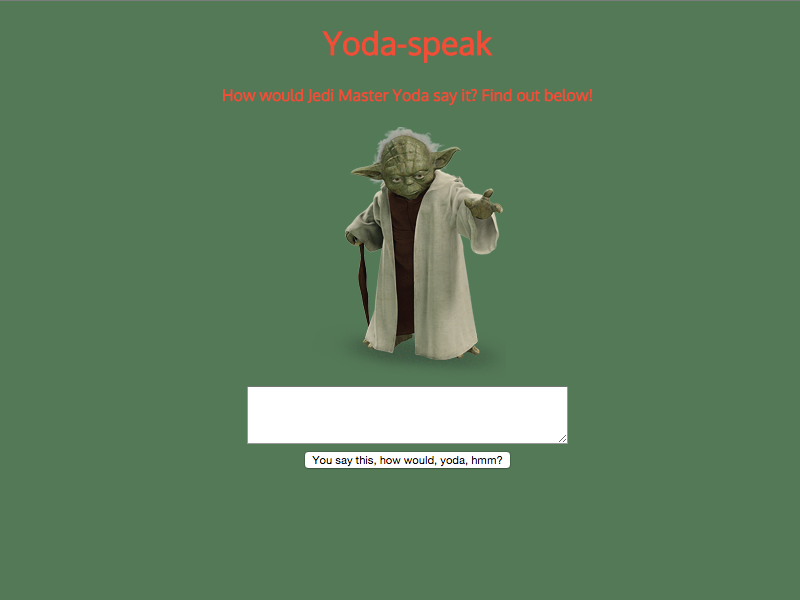 Yoda-speak
How would Jedi Master Yoda say it? Find out below!
You say this, how would, yoda, hmm?